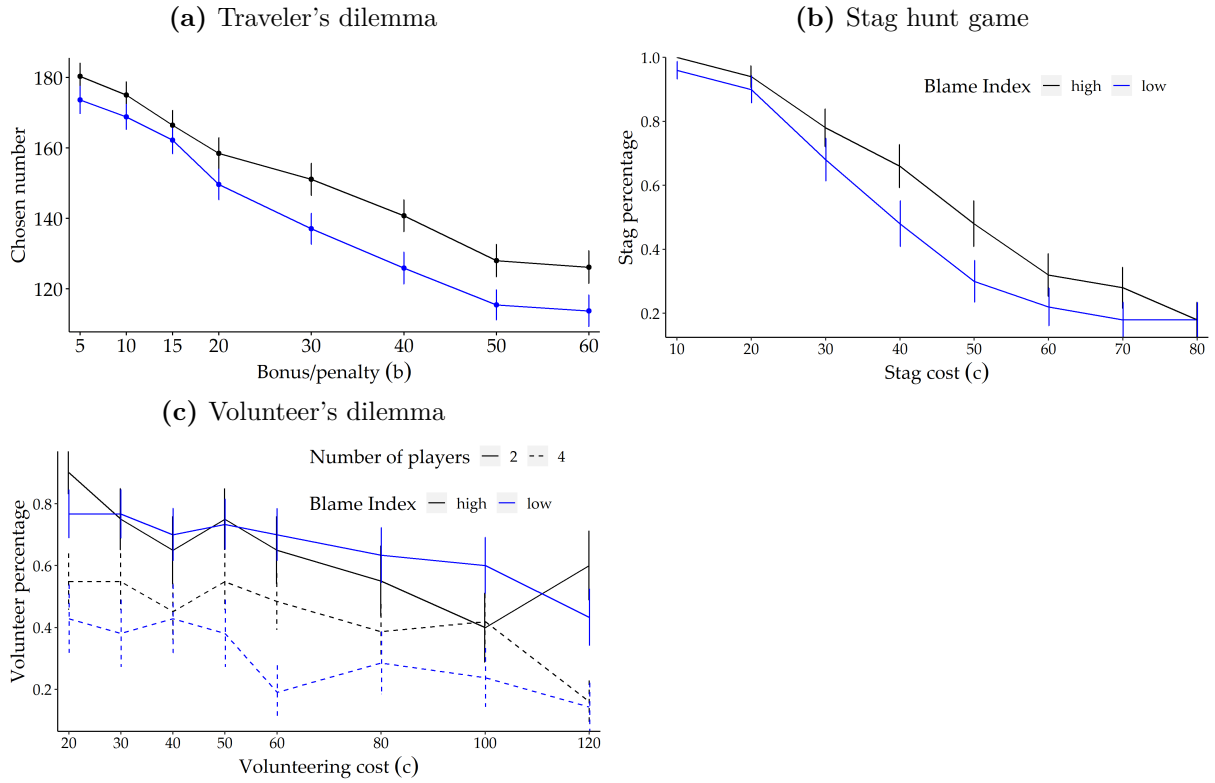 (a) Traveler's dilemma
180
160
140
120
Chosen number
5 10 15 20 30 40 50 60
Bonus/penalty (b)
(b) Stag hunt game
Blame Index high low
1.0
0.8
0.6
0.4
0.2
Stag percentage
10 20 30 40 50 60 70 80
Stag cost (c)
(c) Volunteer's dilemma
Number of players 2 4
Blame Index high low
0.8
0.6
0.4
0.2
Volunteer percentage
20 30 40 50 60 80 100 120
Volunteering cost (c)